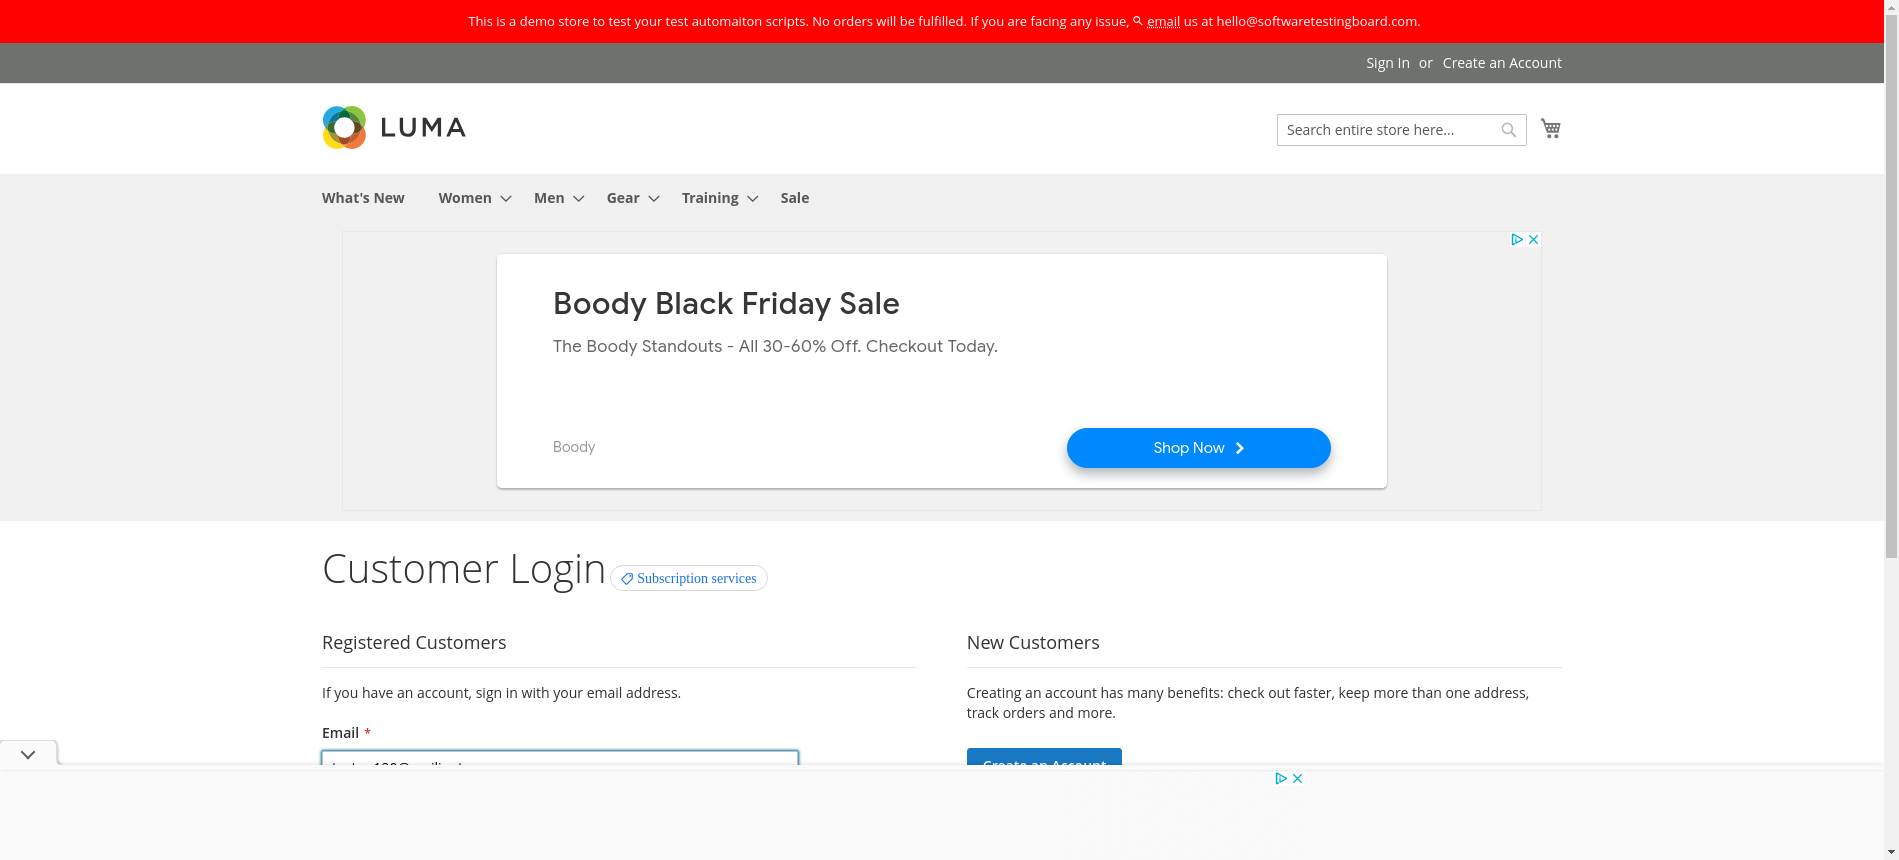 This is a demo store to test your test automaiton scripts. No orders will be fulfilled. If you are facing any issue, email us at hello@softwaretestingboard.com.
Sign In or Create an Account
LUMA
Search entire store here...
What's New Women Men Gear Training Sale
Boody Black Friday Sale
The Boody Standouts - All 30-60% Off. Checkout Today.
Boody
Shop Now
Customer Login
Subscription services
Registered Customers
If you have an account, sign in with your email address.
Email *
New Customers
Creating an account has many benefits: check out faster, keep more than one address,
track orders and more.
Create an Account